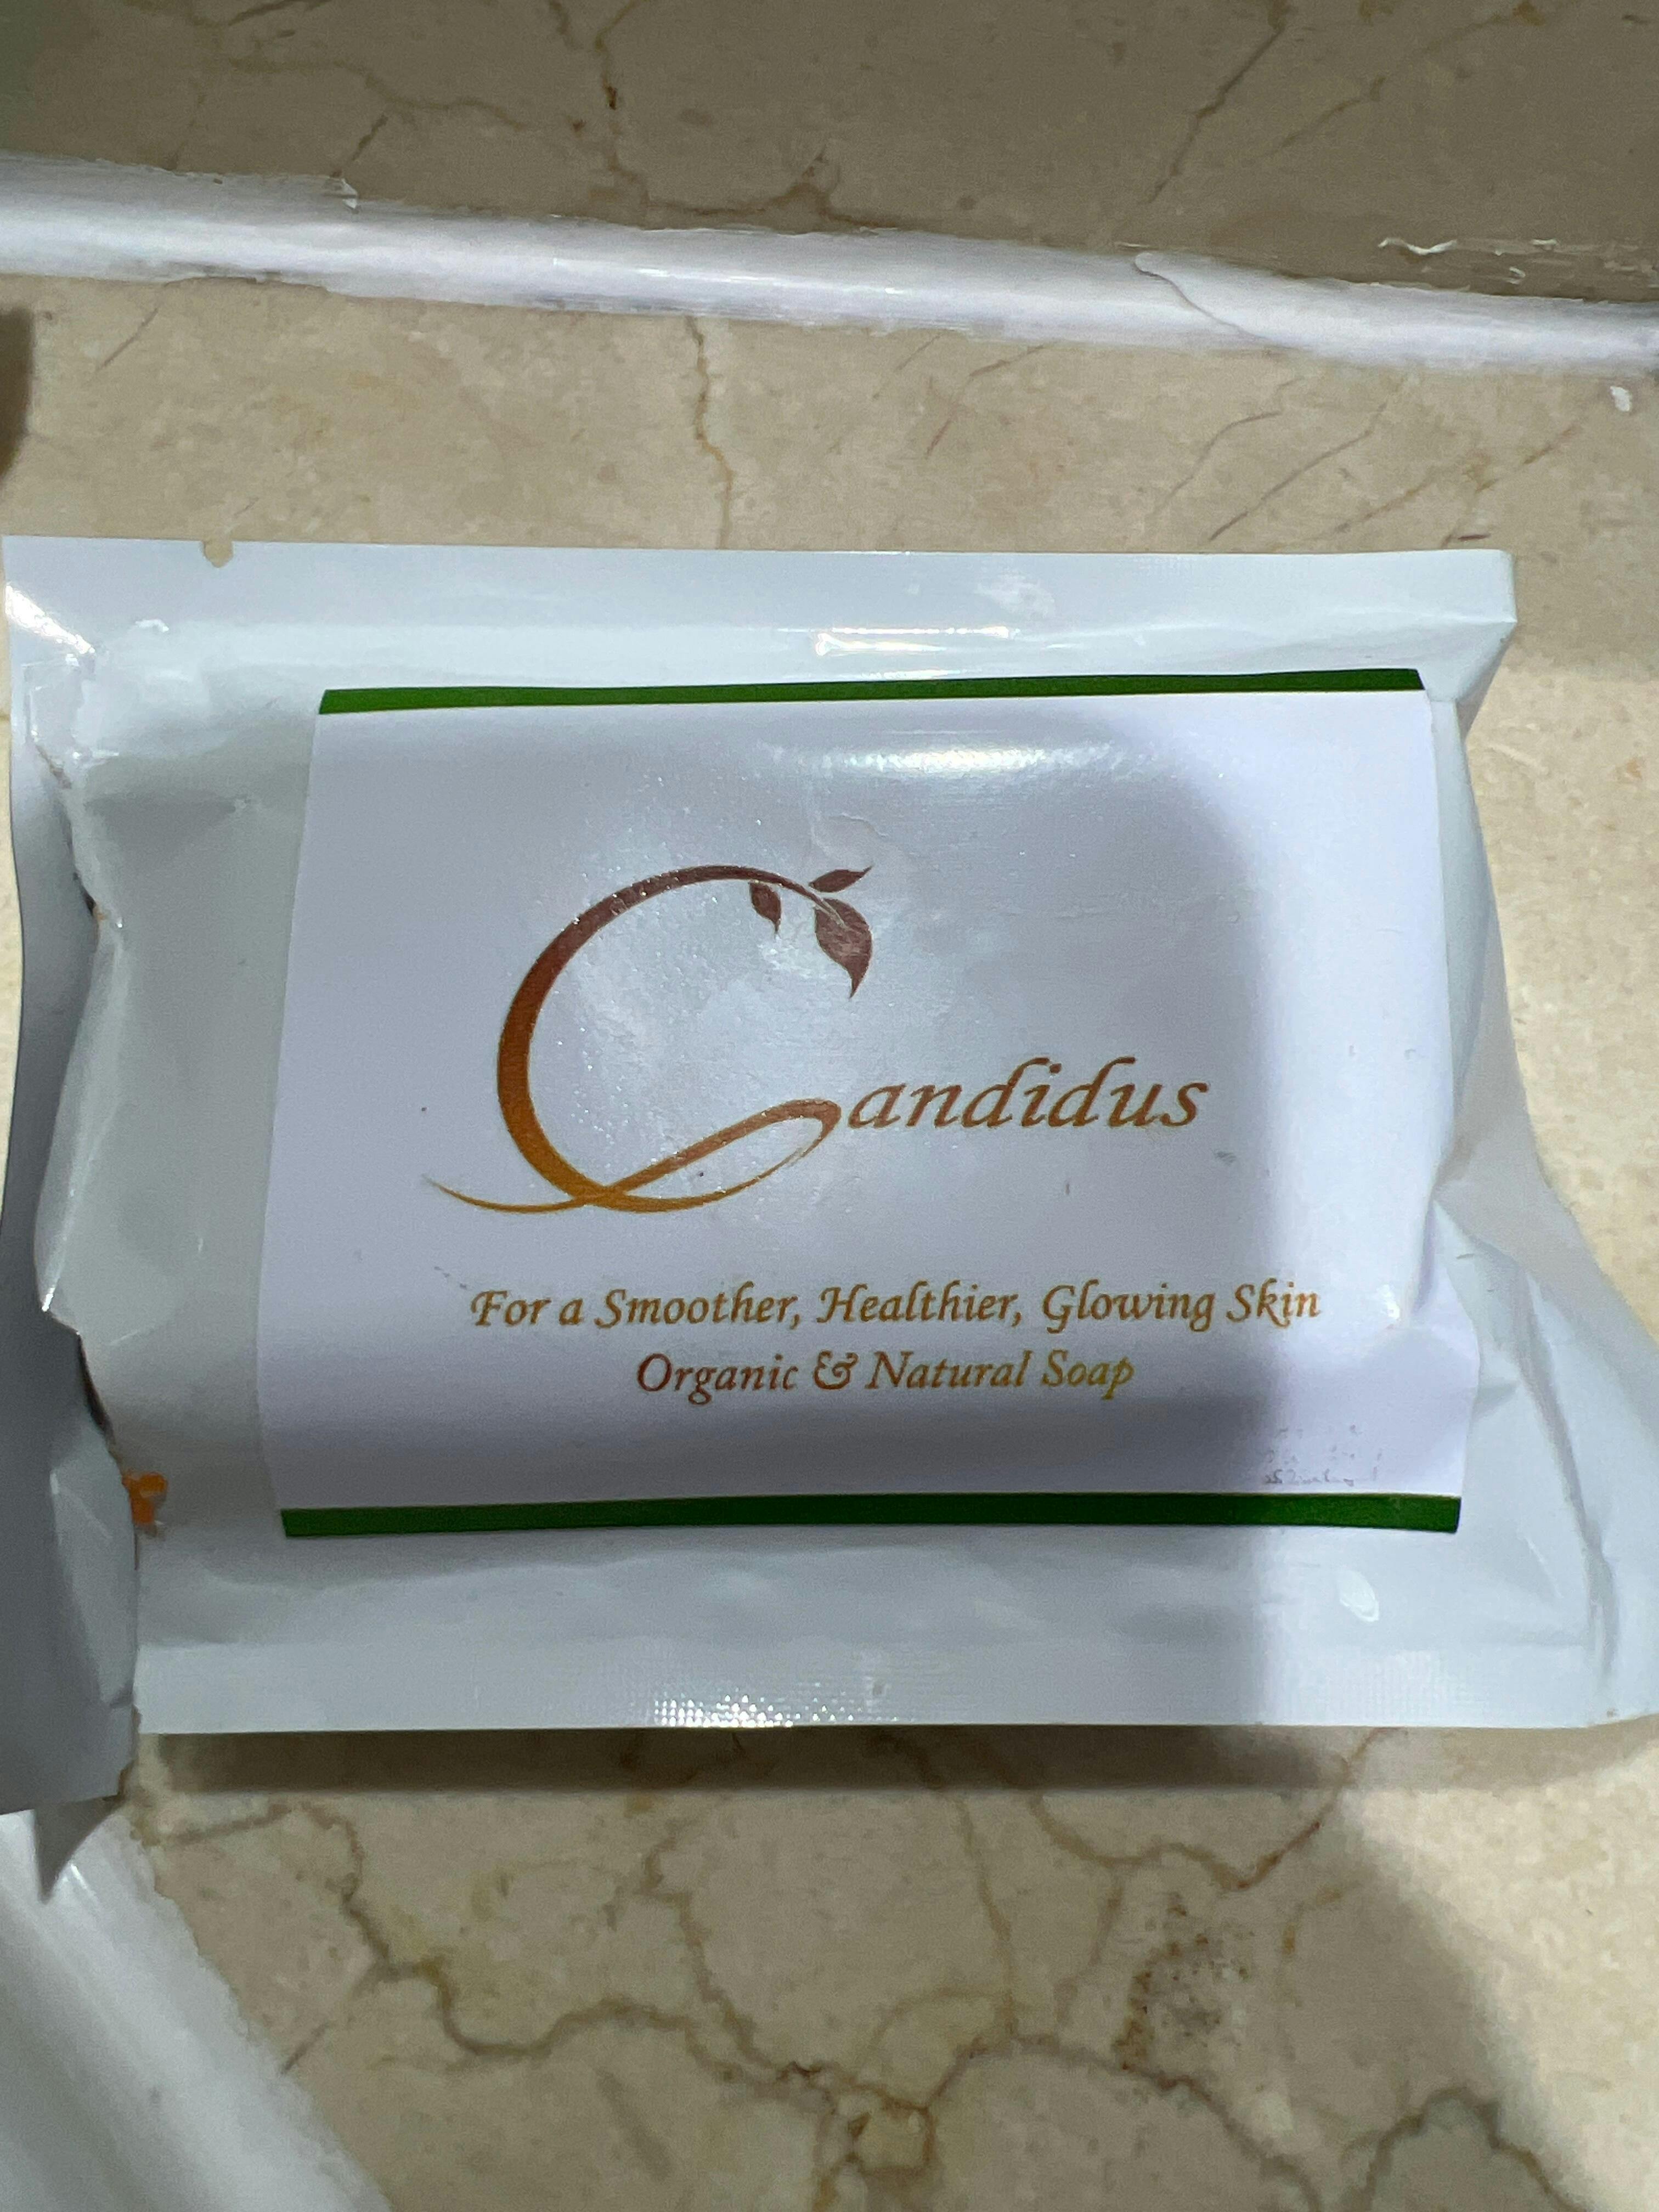 Candidus
For a Smoother, Healthier, Glowing Skin
Organic & Natural Soap